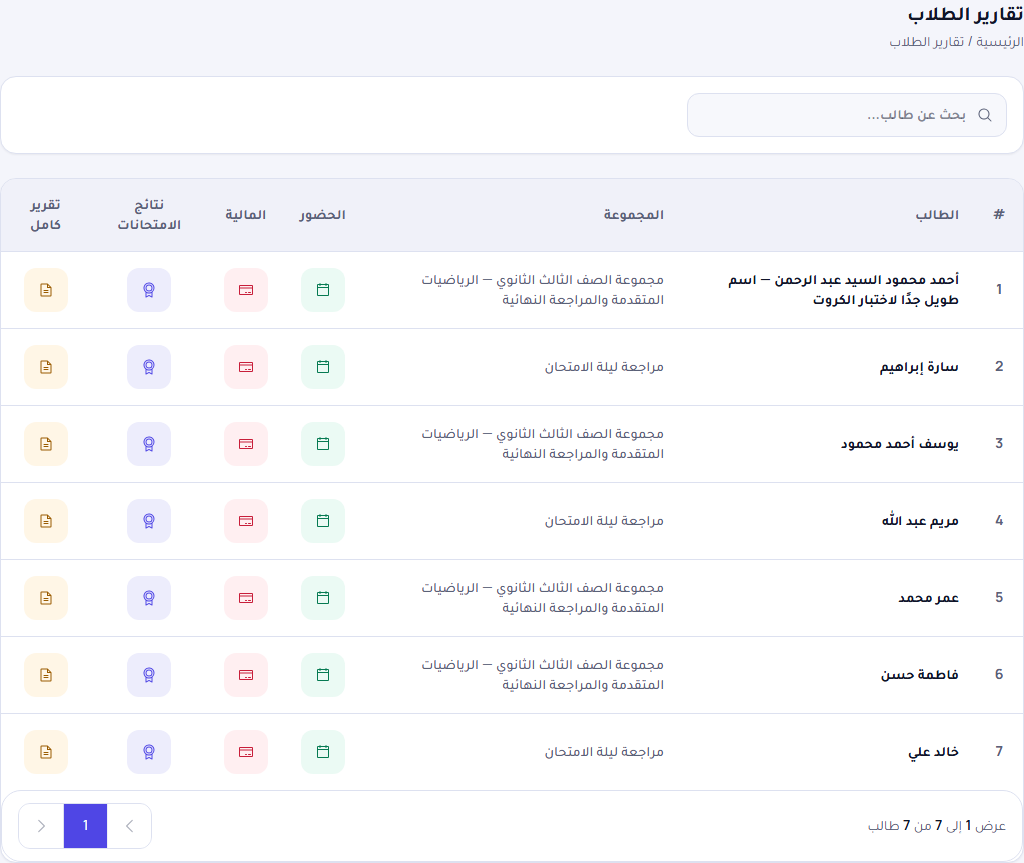 تقارير الطلاب
الرئيسية / تقارير الطلاب
بحث عن طالب...
# الطالب المجموعة الحضور المالية نتائج الامتحانات تقرير كامل
1 أحمد محمود السيد عبد الرحمن – اسم طويل جدًا لاختبار الكروت مجموعة الصف الثالث الثانوي – الرياضيات المتقدمة والمراجعة النهائية
2 سارة إبراهيم مراجعة ليلة الامتحان
3 يوسف أحمد محمود مجموعة الصف الثالث الثانوي – الرياضيات المتقدمة والمراجعة النهائية
4 مريم عبد الله مراجعة ليلة الامتحان
5 عمر محمد مجموعة الصف الثالث الثانوي – الرياضيات المتقدمة والمراجعة النهائية
6 فاطمة حسن مجموعة الصف الثالث الثانوي – الرياضيات المتقدمة والمراجعة النهائية
7 خالد علي مراجعة ليلة الامتحان
عرض 1 إلى 7 من 7 طالب
1